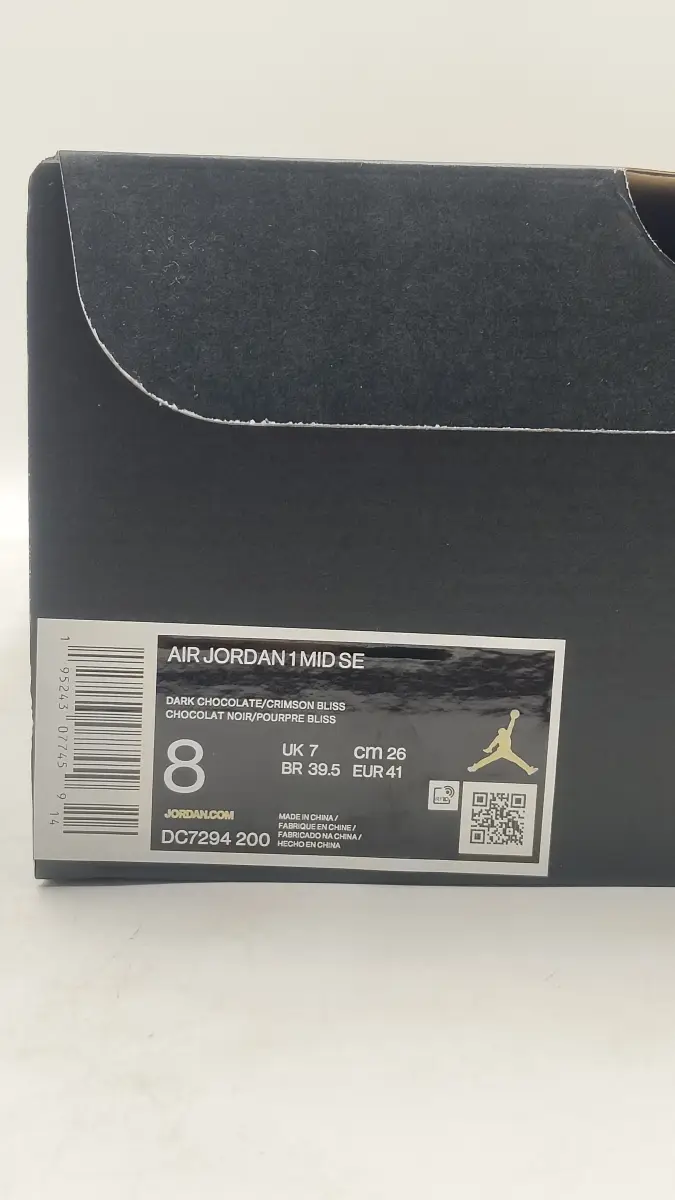 AIR JORDAN 1 MID SE
DARK CHOCOLATE/CRIMSON BLISS
CHOCOLAT NOIR/POURPRE BLISS
8
UK 7 cm 26
BR 39.5 EUR 41
JORDAN.COM
DC7294 200
MADE IN CHINA /
FABRIQUE EN CHINE /
FABRICADO NA CHINA /
HECHO EN CHINA
1 95243 07745 9 14